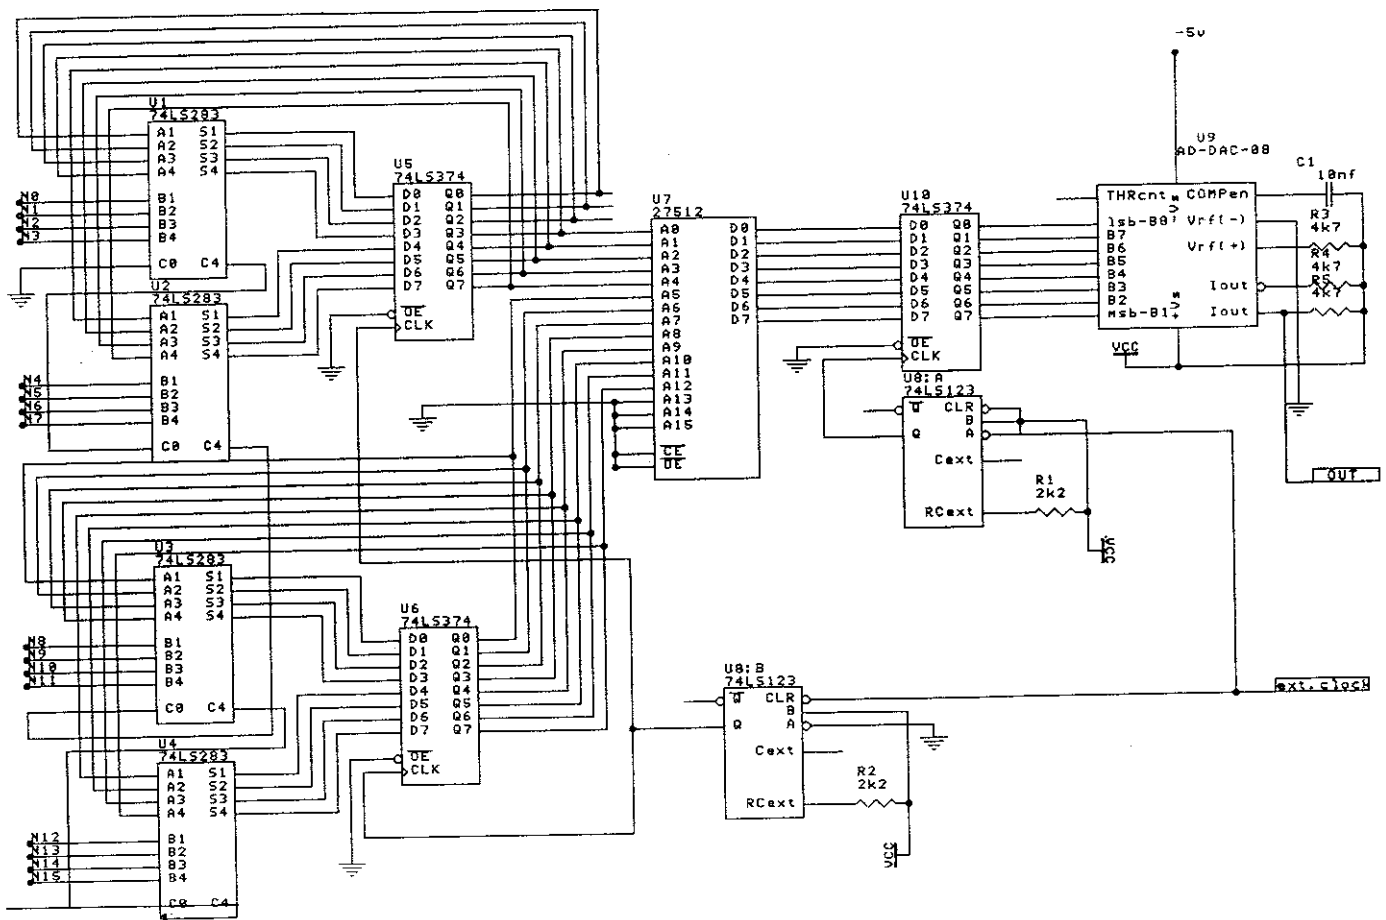 -5v
U9
AD-DAC-08
C1
10nf
THRcnt COMPen
V-
lsb-B8 Vrf(-)
B7
B6 Vrf(+)
B5
B4
B3 Iout
B2
msb-B1 Iout
+Vs
R3
4k7
R4
4k7
R5
4k7
VCC
OUT
U1
74LS283
A1 S1
A2 S2
A3 S3
A4 S4
B1
B2
B3
B4
C0 C4
N0
N1
N2
N3
U2
74LS283
A1 S1
A2 S2
A3 S3
A4 S4
B1
B2
B3
B4
C0 C4
N4
N5
N6
N7
U5
74LS374
D0 Q0
D1 Q1
D2 Q2
D3 Q3
D4 Q4
D5 Q5
D6 Q6
D7 Q7
OE
CLK
U7
27512
A0 D0
A1 D1
A2 D2
A3 D3
A4 D4
A5 D5
A6 D6
A7 D7
A8
A9
A10
A11
A12
A13
A14
A15
CE
OE
U10
74LS374
D0 Q0
D1 Q1
D2 Q2
D3 Q3
D4 Q4
D5 Q5
D6 Q6
D7 Q7
OE
CLK
U8:A
74LS123
Q CLR
B
Q A
Cext
RCext
R1
2k2
VCC
U3
74LS283
A1 S1
A2 S2
A3 S3
A4 S4
B1
B2
B3
B4
C0 C4
N8
N9
N10
N11
U6
74LS374
D0 Q0
D1 Q1
D2 Q2
D3 Q3
D4 Q4
D5 Q5
D6 Q6
D7 Q7
OE
CLK
U8:B
74LS123
Q CLR
B
Q A
Cext
RCext
R2
2k2
VCC
ext.clock
U4
74LS283
A1 S1
A2 S2
A3 S3
A4 S4
B1
B2
B3
B4
C0 C4
N12
N13
N14
N15